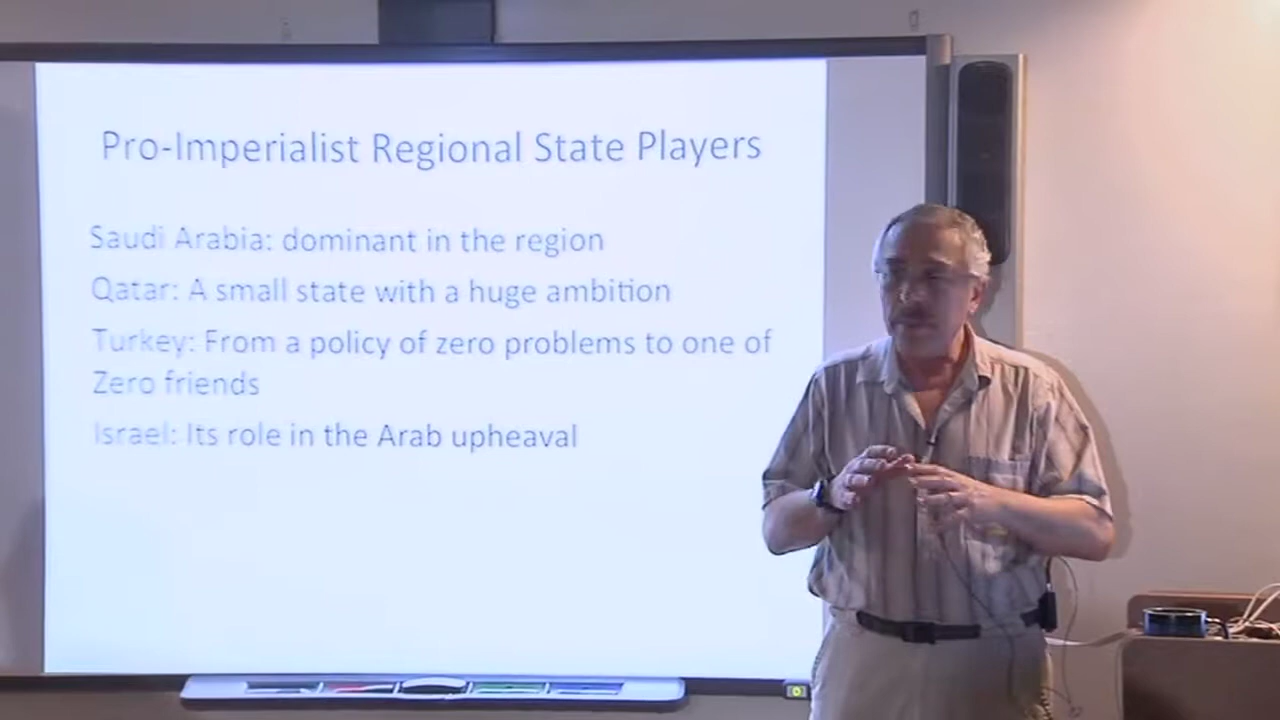 Pro-Imperialist Regional State Players
Saudi Arabia: dominant in the region
Qatar: A small state with a huge ambition
Turkey: From a policy of zero problems to one of
Zero friends
Israel: Its role in the Arab upheaval